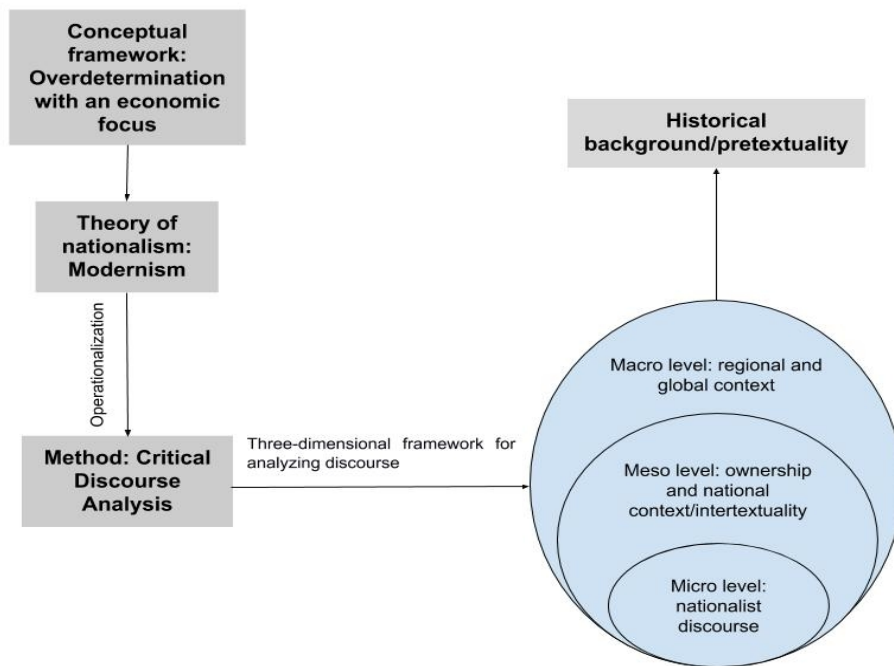 Conceptual
framework:
Overdetermination
with an economic
focus
Theory of
nationalism:
Modernism
Operationalization
Method: Critical
Discourse
Analysis
Three-dimensional framework for
analyzing discourse
Historical
background/pretextuality
Macro level: regional and
global context
Meso level: ownership
and national
context/intertextuality
Micro level:
nationalist
discourse